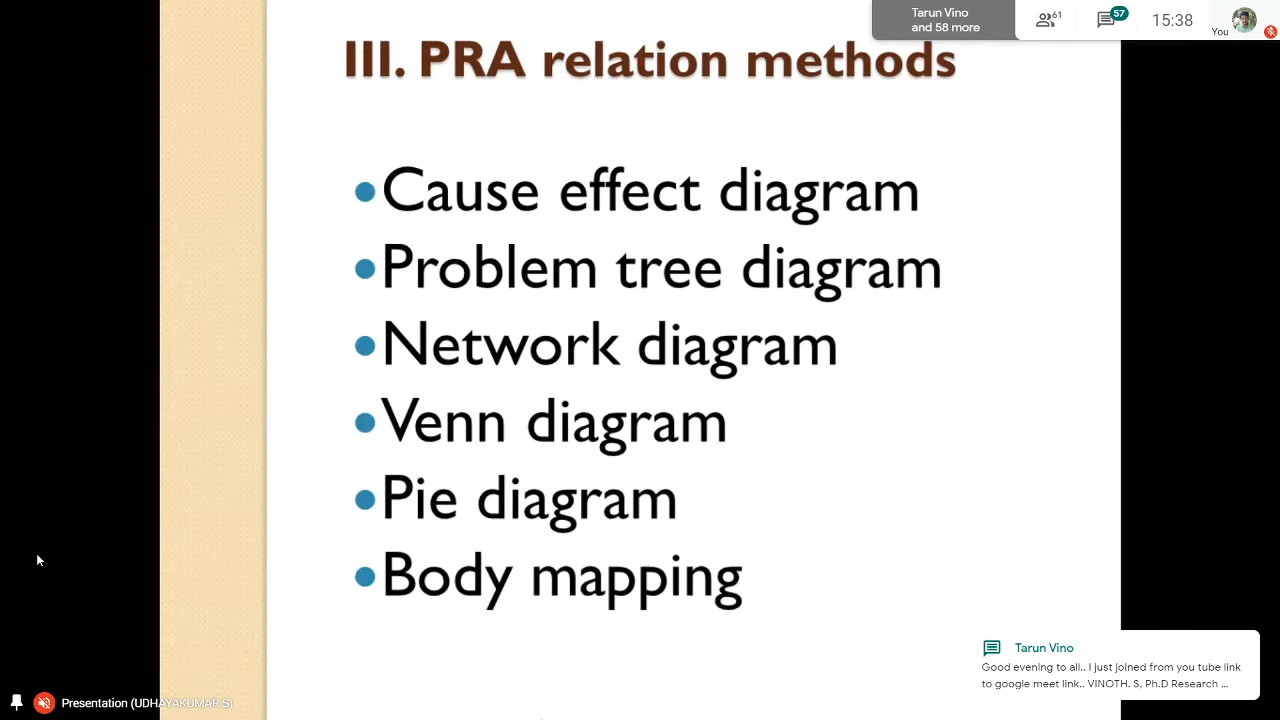 Tarun Vino
and 58 more
61
57
15:38
You
III. PRA relation methods
•Cause effect diagram
•Problem tree diagram
•Network diagram
•Venn diagram
•Pie diagram
•Body mapping
Tarun Vino
Good evening to all.. I just joined from you tube link
to google meet link.. VINOTH. S, Ph.D Research ...
Presentation (UDHAYAKUMAR S)